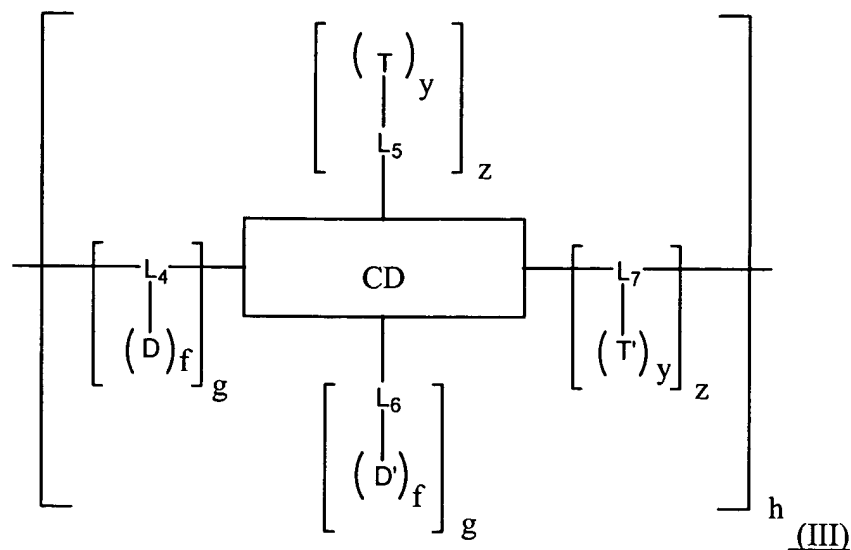 ( T ) y
L5
z
L4
CD
L7
( D ) f
g
( T' ) y
z
L6
( D' ) f
g
h
(III)